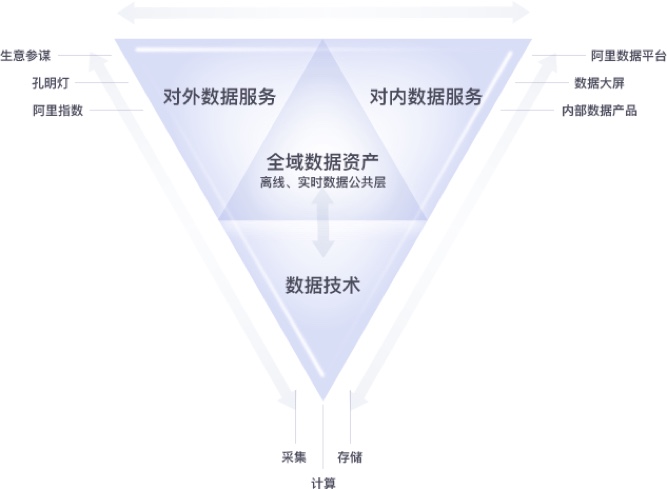 生意参谋
孔明灯
阿里指数
阿里数据平台
数据大屏
内部数据产品
对外数据服务
对内数据服务
全域数据资产
离线、实时数据公共层
数据技术
采集
存储
计算